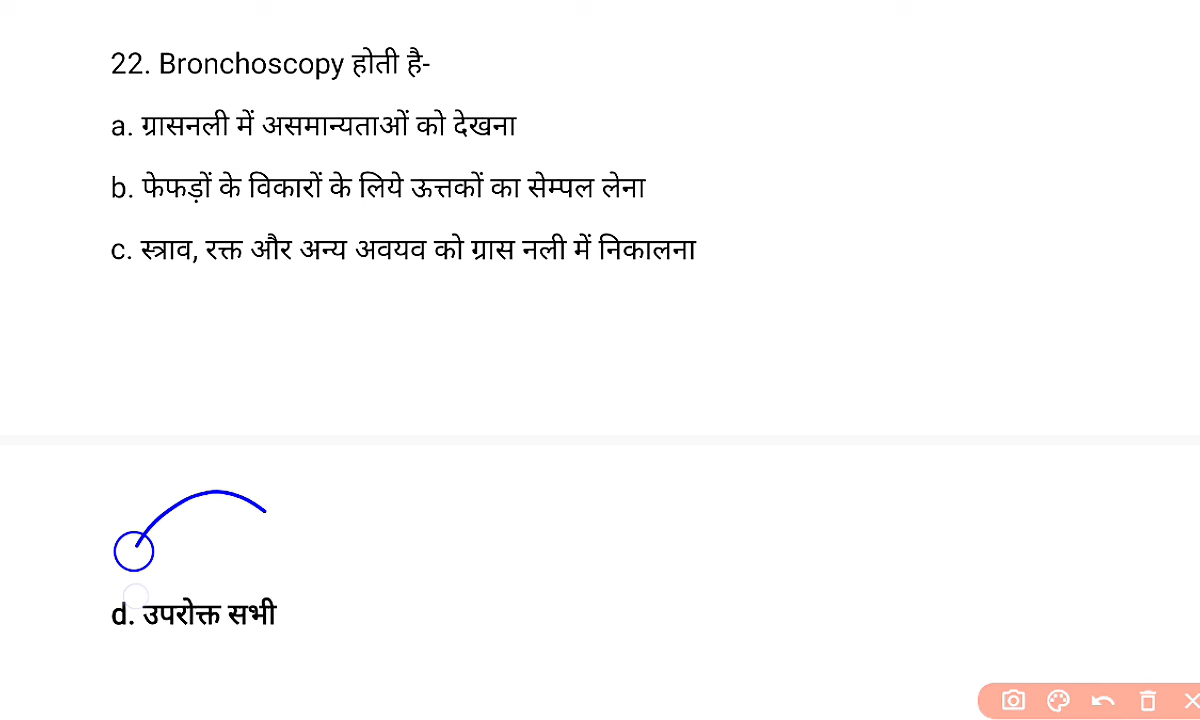 22. Bronchoscopy होती है-
a. ग्रासनली में असमान्यताओं को देखना
b. फेफड़ों के विकारों के लिये ऊत्तकों का सेम्पल लेना
c. स्त्राव, रक्त और अन्य अवयव को ग्रास नली में निकालना
d. उपरोक्त सभी